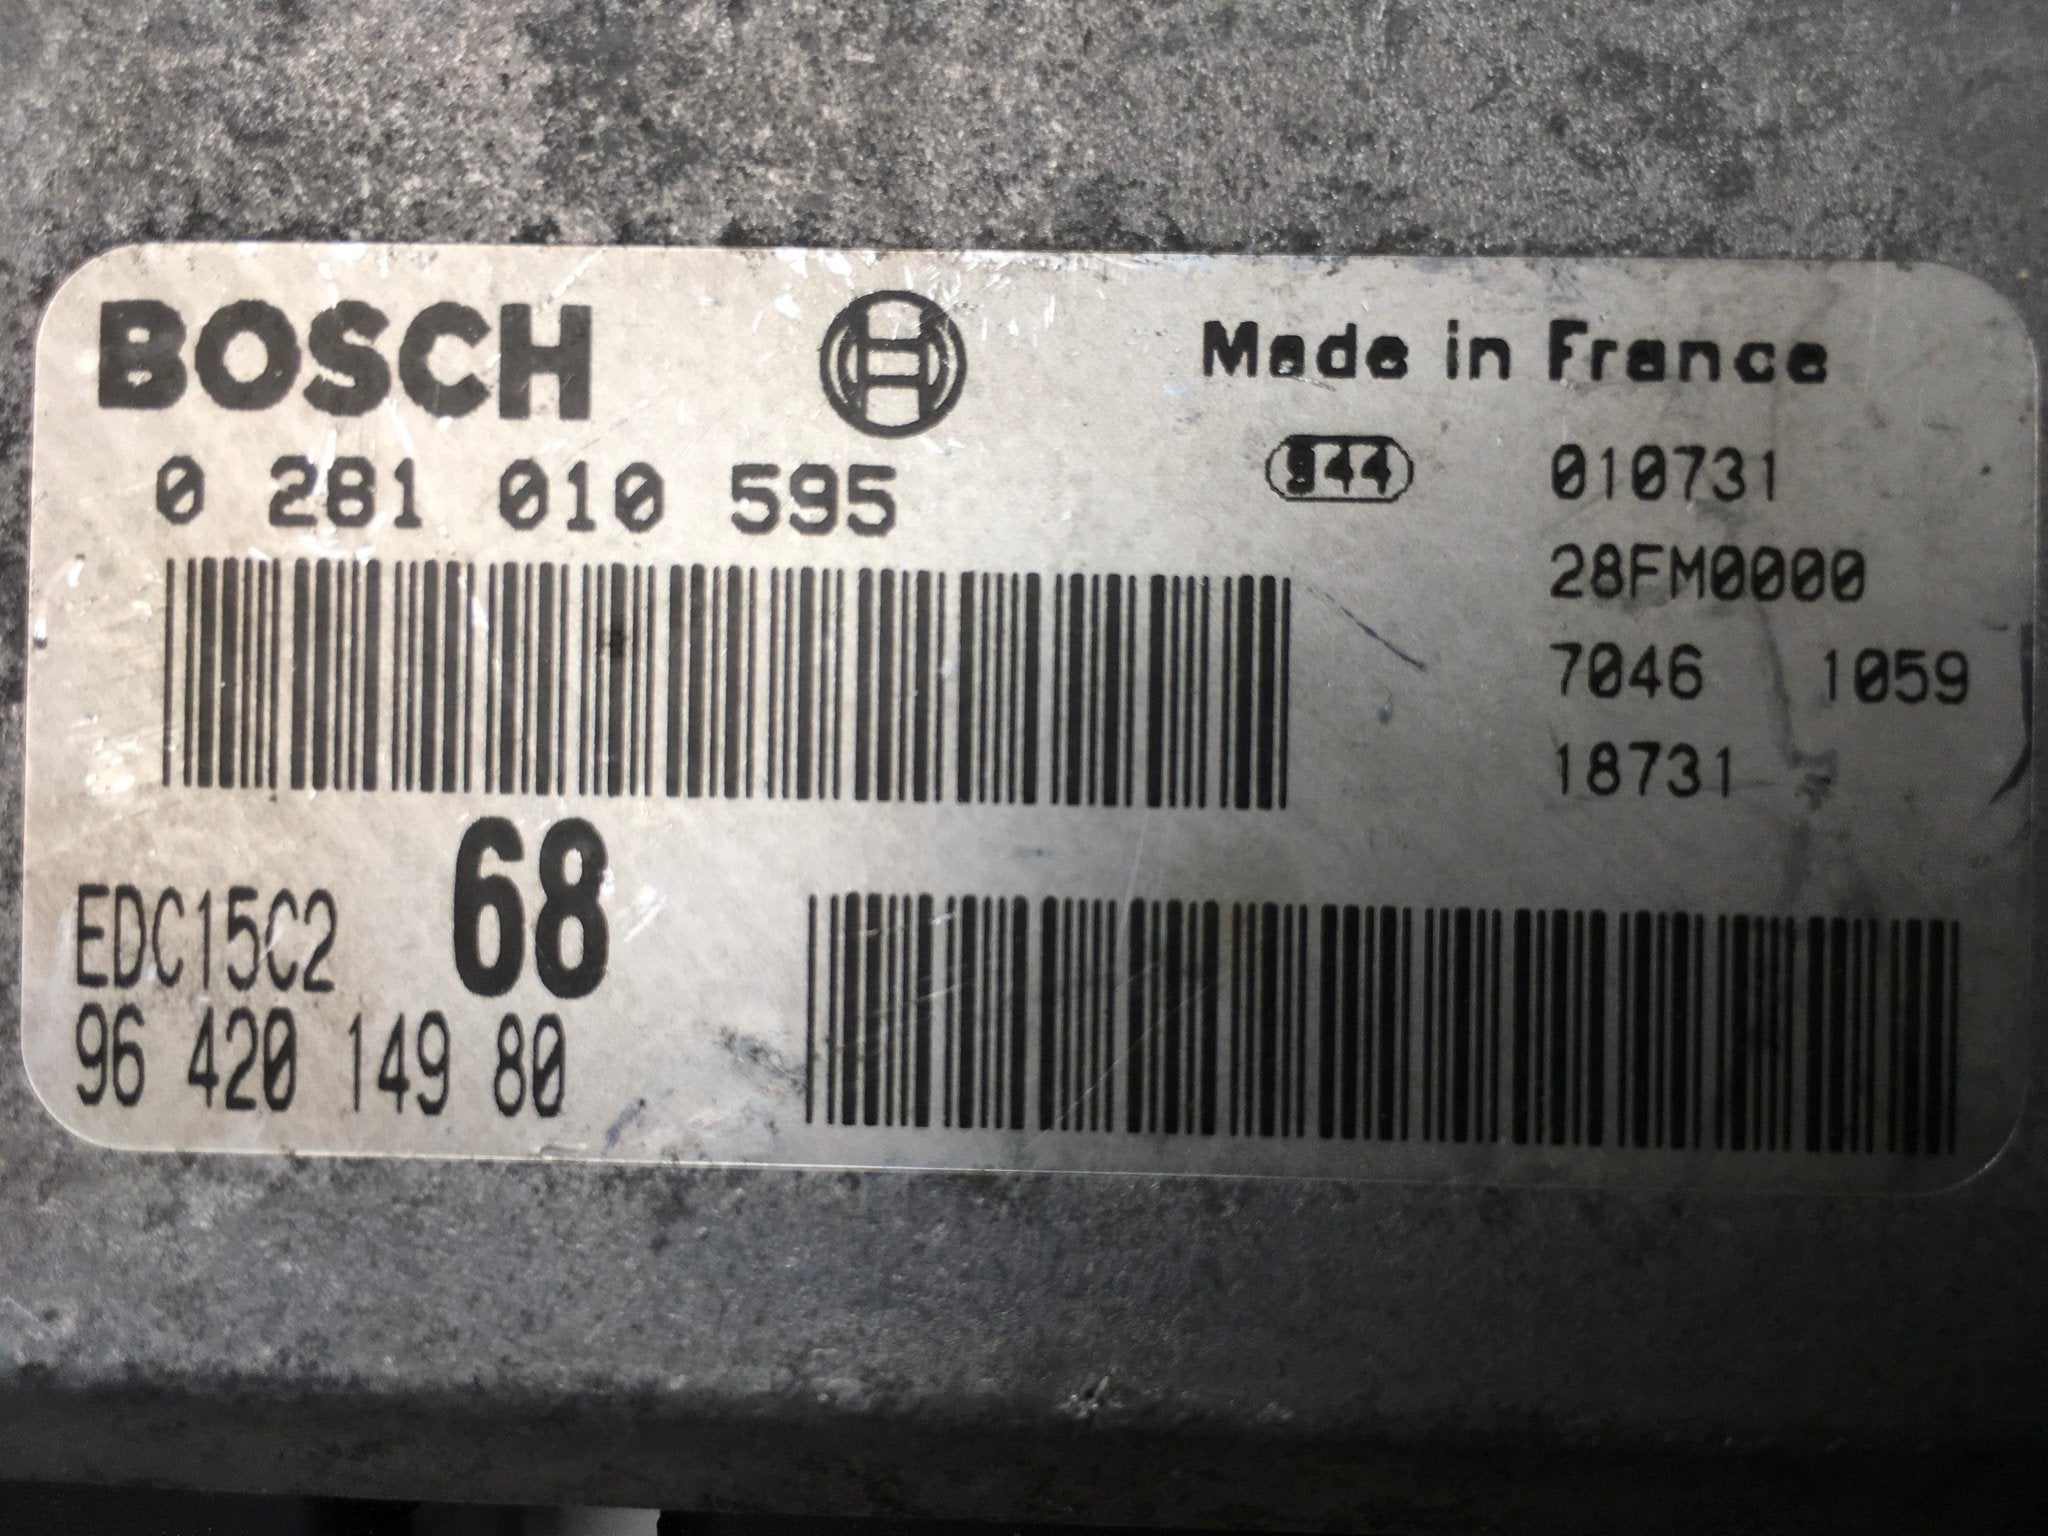 BOSCH
Made in France
0 281 010 595
944 010731
28FM0000
7046 1059
18731
68
EDC15C2
96 420 149 80